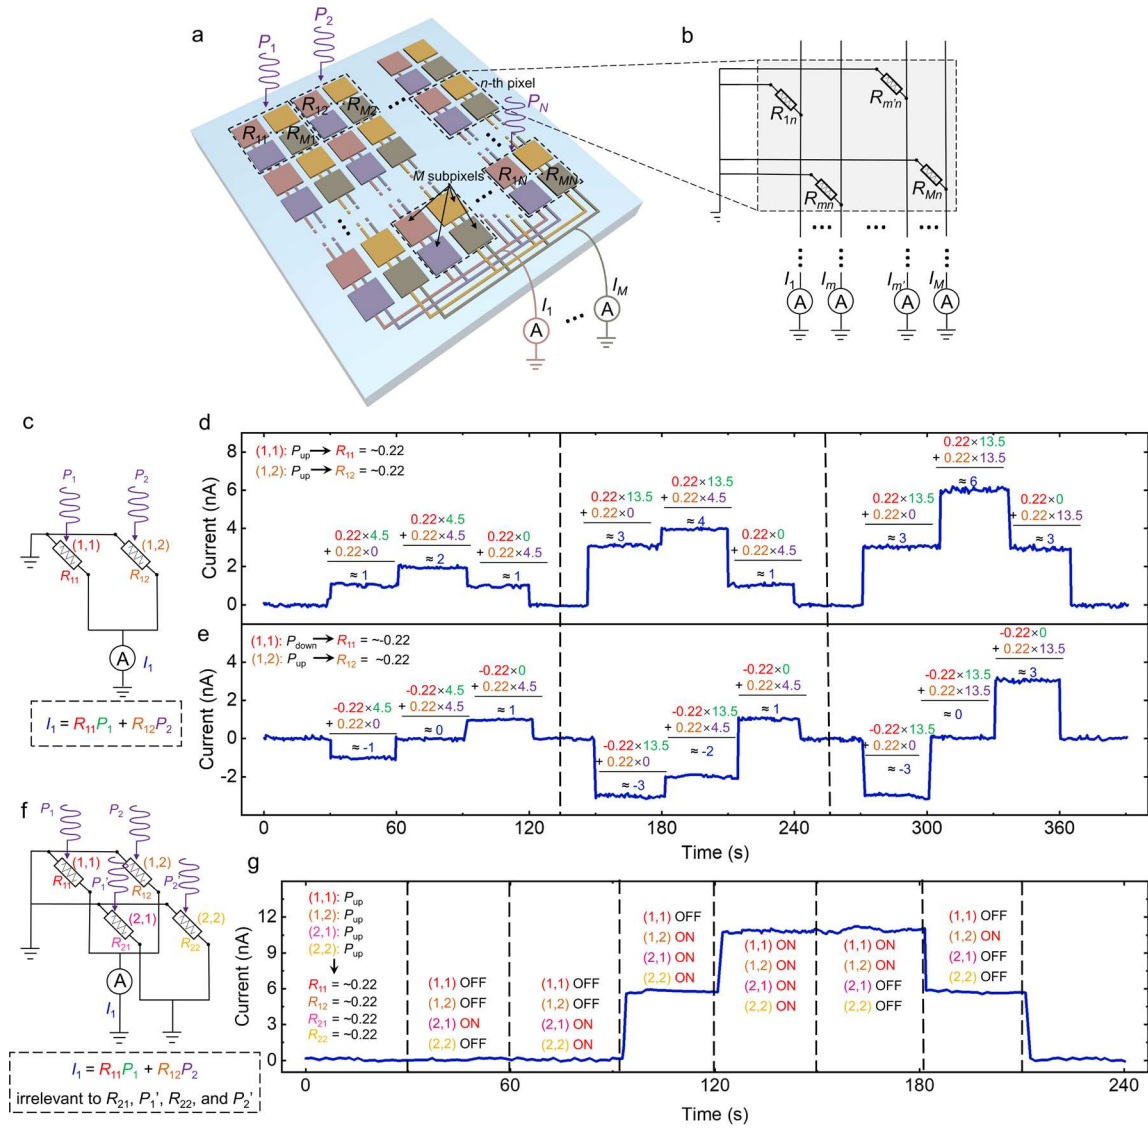 a
P1
P2
n-th pixel
PN
R11
RM1
R12
RM2
R1N
RMN
M subpixels
I1
IM
A
A
b
R1n
Rm'n
Rmn
RMn
I1
Im
Im'
IM
A
A
A
A
c
P1
P2
(1,1)
(1,2)
R11
R12
A
I1
I1 = R11P1 + R12P2
d
Current (nA)
8
6
4
2
0
(1,1): Pup → R11 = ~0.22
(1,2): Pup → R12 = ~0.22
0.22×4.5
+ 0.22×0
≈ 1
0.22×4.5
+ 0.22×4.5
≈ 2
0.22×0
+ 0.22×4.5
≈ 1
0.22×13.5
+ 0.22×0
≈ 3
0.22×13.5
+ 0.22×4.5
≈ 4
0.22×0
+ 0.22×4.5
≈ 1
0.22×13.5
+ 0.22×0
≈ 3
0.22×13.5
+ 0.22×13.5
≈ 6
0.22×0
+ 0.22×13.5
≈ 3
e
Current (nA)
4
2
0
-2
(1,1): Pdown → R11 = ~-0.22
(1,2): Pup → R12 = ~0.22
-0.22×4.5
+ 0.22×0
≈ -1
-0.22×4.5
+ 0.22×4.5
≈ 0
-0.22×0
+ 0.22×4.5
≈ 1
-0.22×13.5
+ 0.22×0
≈ -3
-0.22×13.5
+ 0.22×4.5
≈ -2
-0.22×0
+ 0.22×4.5
≈ 1
-0.22×13.5
+ 0.22×0
≈ -3
-0.22×13.5
+ 0.22×13.5
≈ 0
-0.22×0
+ 0.22×13.5
≈ 3
0 60 120 180 240 300 360
Time (s)
f
P1
P2
(1,1)
(1,2)
R11
R12
P1'
P2'
(2,1)
(2,2)
R21
R22
A
I1
I1 = R11P1 + R12P2
irrelevant to R21, P1', R22, and P2'
g
Current (nA)
12
9
6
3
0
(1,1): Pup
(1,2): Pup
(2,1): Pup
(2,2): Pup
R11 = ~0.22
R12 = ~0.22
R21 = ~0.22
R22 = ~0.22
(1,1) OFF
(1,2) OFF
(2,1) ON
(2,2) OFF
(1,1) OFF
(1,2) OFF
(2,1) ON
(2,2) ON
(1,1) OFF
(1,2) ON
(2,1) ON
(2,2) ON
(1,1) ON
(1,2) ON
(2,1) ON
(2,2) ON
(1,1) ON
(1,2) ON
(2,1) OFF
(2,2) OFF
(1,1) OFF
(1,2) ON
(2,1) OFF
(2,2) OFF
0 60 120 180 240
Time (s)